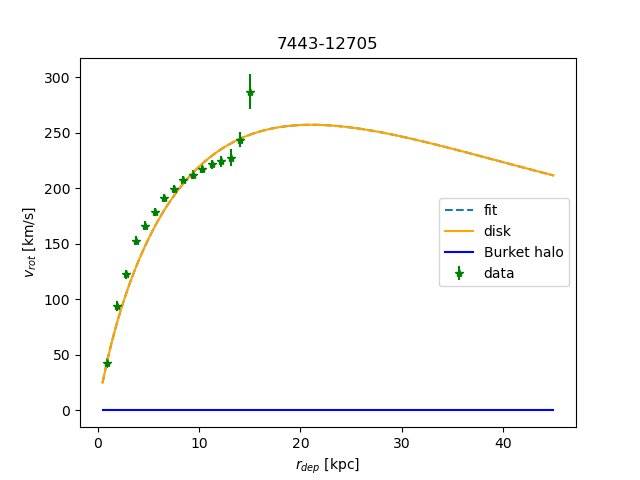 7443-12705
300
250
200
150
100
50
0
v_rot [km/s]
fit
disk
Burket halo
data
0 10 20 30 40
r_dep [kpc]